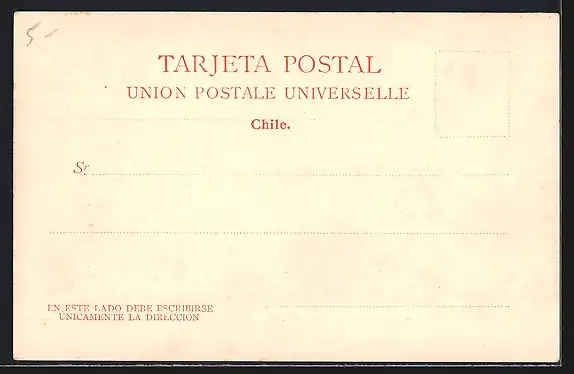 5-
TARJETA POSTAL
UNION POSTALE UNIVERSELLE
Chile.
Sr
EN ESTE LADO DEBE ESCRIBIRSE
UNICAMENTE LA DIRECCION